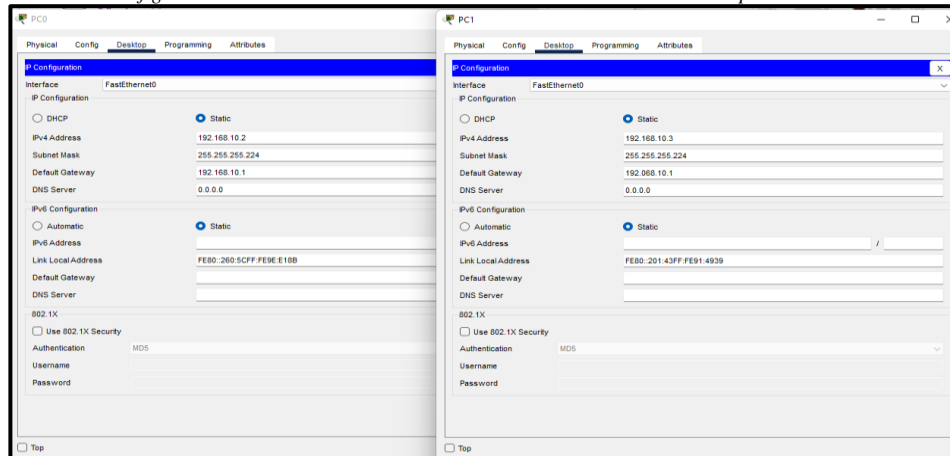 PC0
Physical Config Desktop Programming Attributes
IP Configuration
Interface FastEthernet0
IP Configuration
DHCP Static
IPv4 Address 192.168.10.2
Subnet Mask 255.255.255.224
Default Gateway 192.168.10.1
DNS Server 0.0.0.0
IPv6 Configuration
Automatic Static
IPv6 Address
Link Local Address FE80::260:5CFF:FE9E:E18B
Default Gateway
DNS Server
802.1X
Use 802.1X Security
Authentication MD5
Username
Password
Top
PC1
Physical Config Desktop Programming Attributes
IP Configuration X
Interface FastEthernet0
IP Configuration
DHCP Static
IPv4 Address 192.168.10.3
Subnet Mask 255.255.255.224
Default Gateway 192.068.10.1
DNS Server 0.0.0.0
IPv6 Configuration
Automatic Static
IPv6 Address /
Link Local Address FE80::201:43FF:FE91:4939
Default Gateway
DNS Server
802.1X
Use 802.1X Security
Authentication MD5
Username
Password
Top